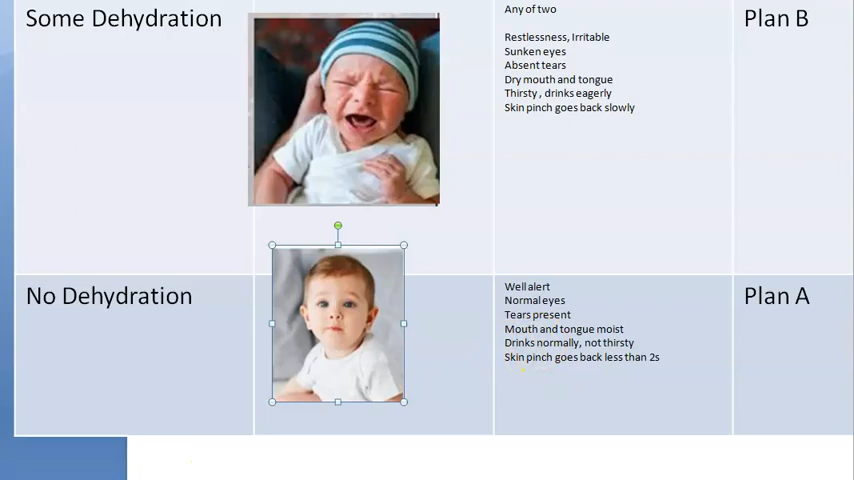 Some Dehydration
Any of two
Restlessness, Irritable
Sunken eyes
Absent tears
Dry mouth and tongue
Thirsty , drinks eagerly
Skin pinch goes back slowly
Plan B
No Dehydration
Well alert
Normal eyes
Tears present
Mouth and tongue moist
Drinks normally, not thirsty
Skin pinch goes back less than 2s
Plan A